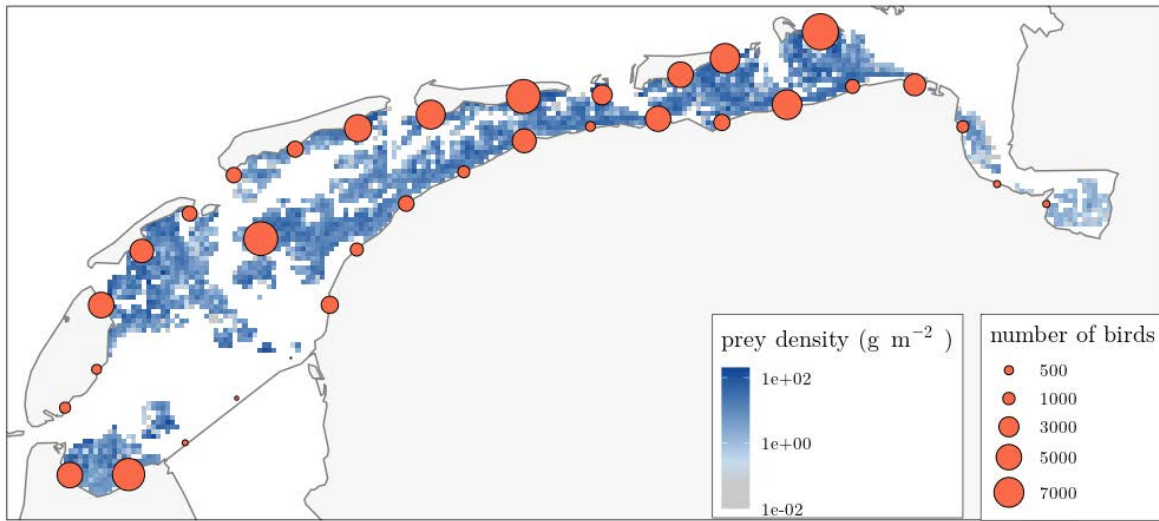 prey density (g m⁻² )
1e+02
1e+00
1e-02
number of birds
500
1000
3000
5000
7000